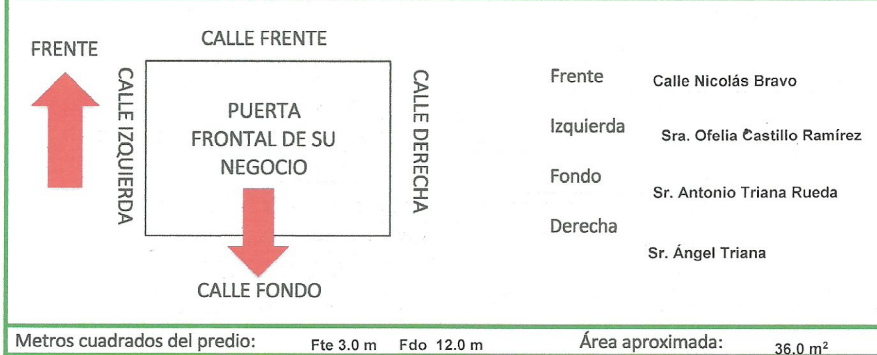 FRENTE
CALLE FRENTE
CALLE IZQUIERDA
PUERTA
FRONTAL DE SU
NEGOCIO
CALLE DERECHA
CALLE FONDO
Frente Calle Nicolás Bravo
Izquierda Sra. Ofelia Castillo Ramírez
Fondo Sr. Antonio Triana Rueda
Derecha Sr. Ángel Triana
Metros cuadrados del predio: Fte 3.0 m Fdo 12.0 m Área aproximada: 36.0 m²